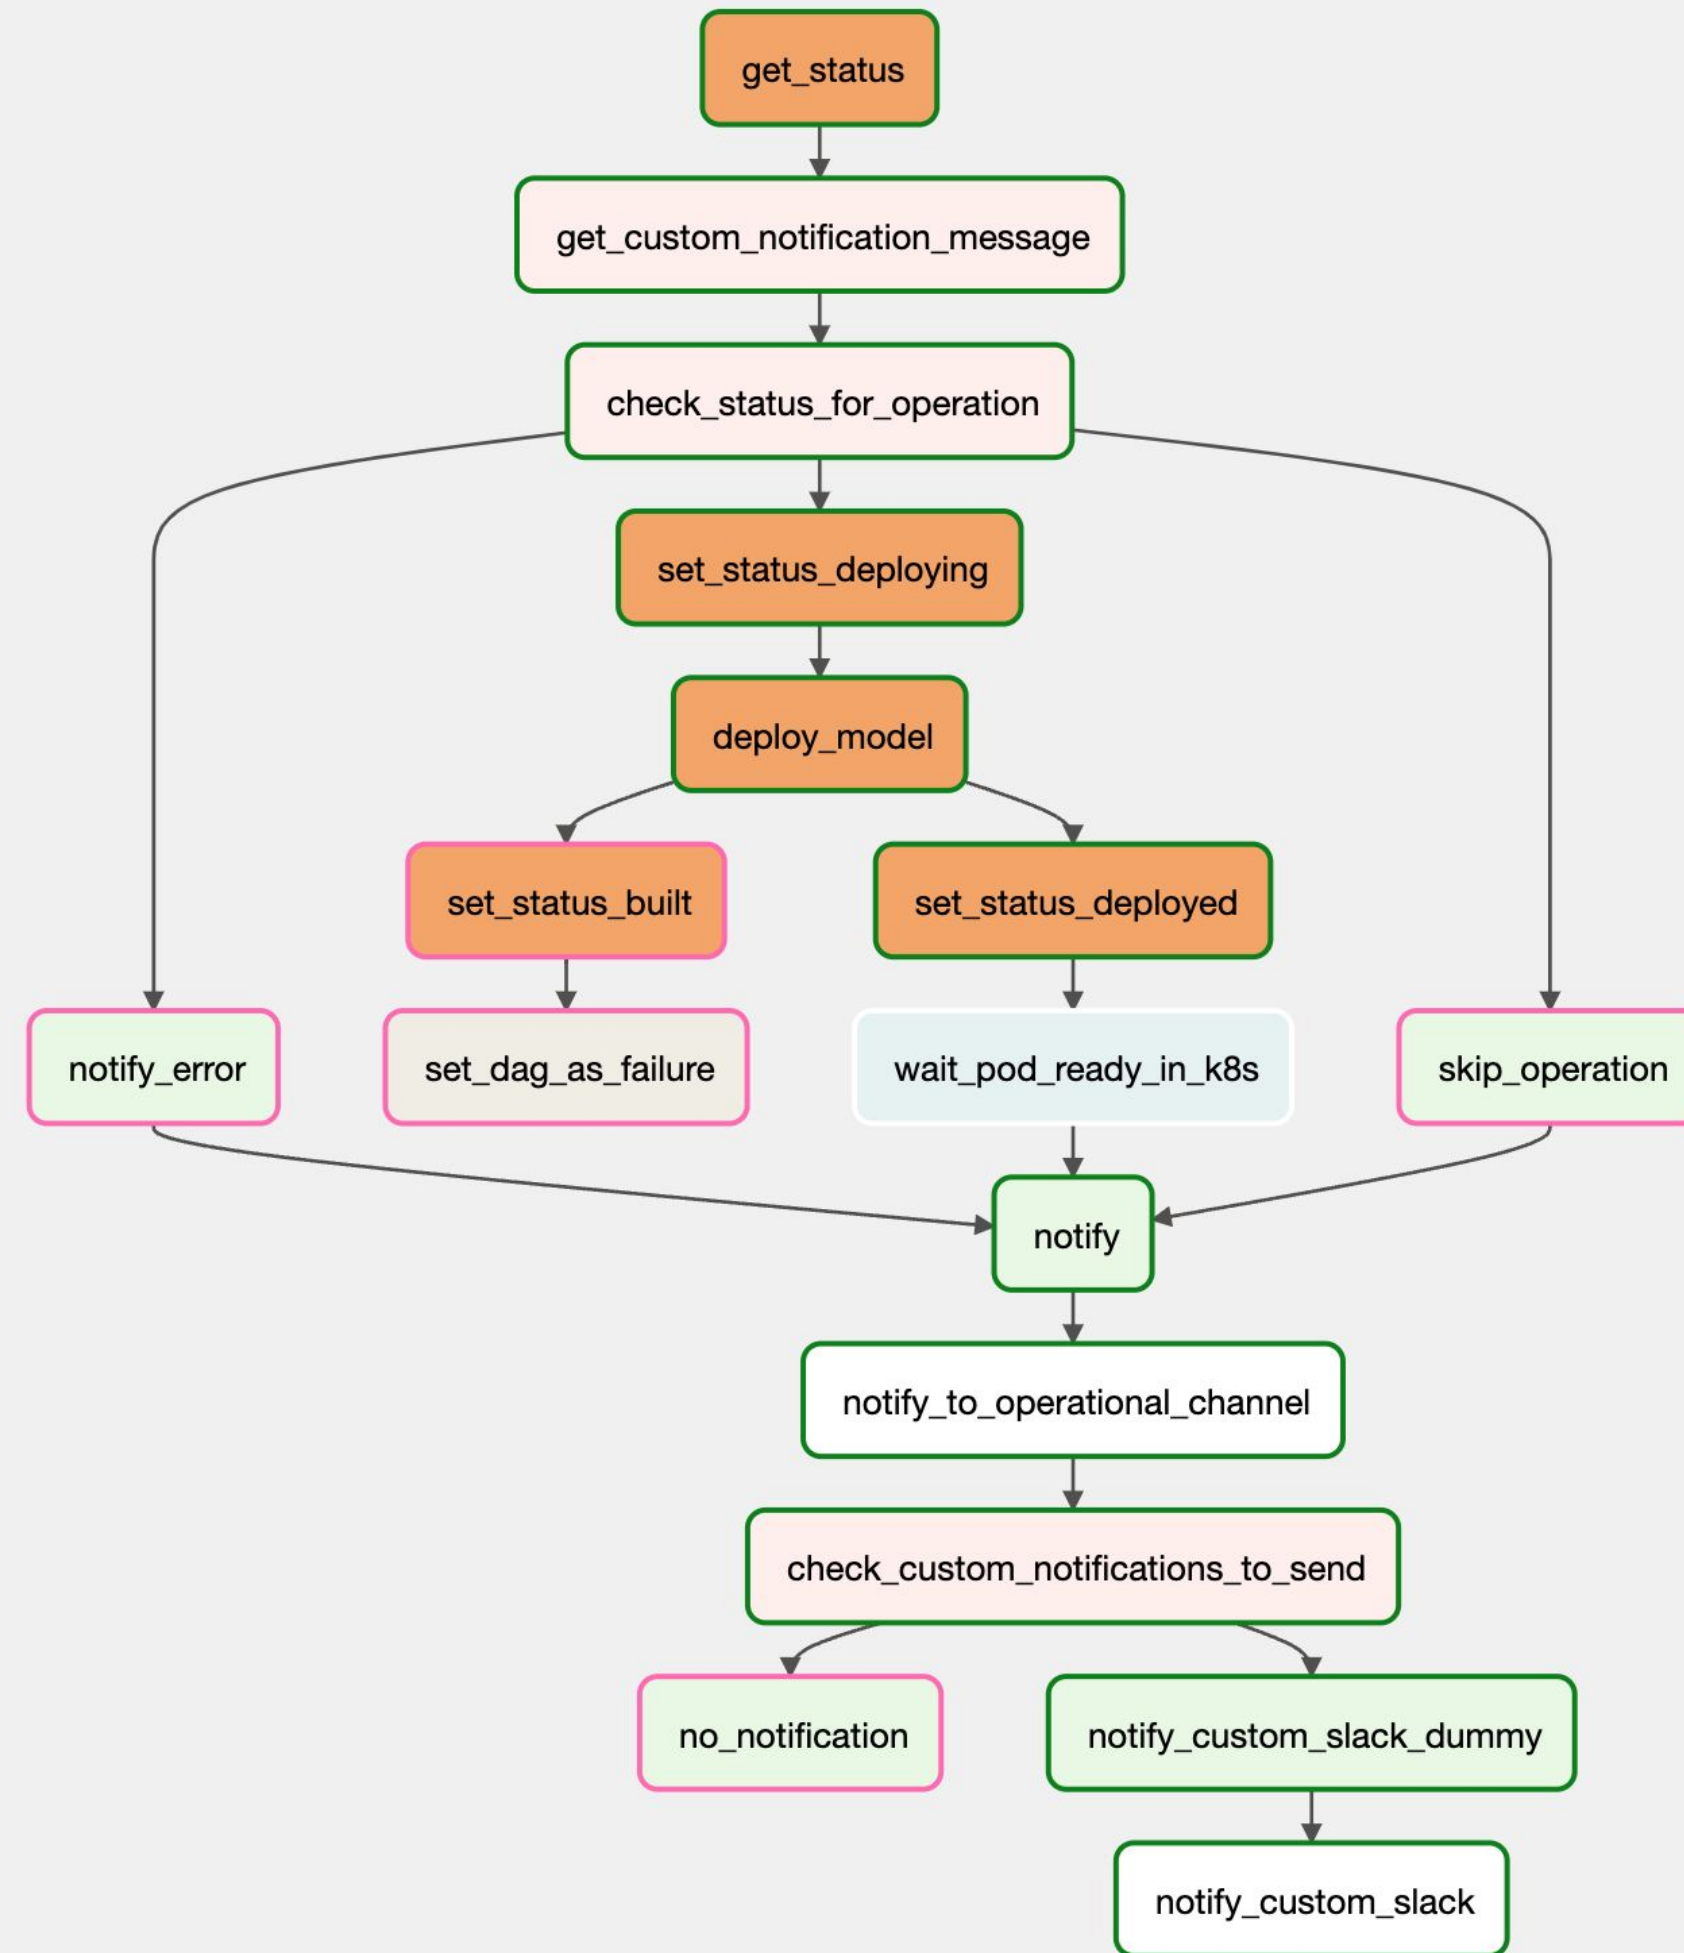 get_status
get_custom_notification_message
check_status_for_operation
set_status_deploying
deploy_model
set_status_built
set_status_deployed
notify_error
set_dag_as_failure
wait_pod_ready_in_k8s
skip_operation
notify
notify_to_operational_channel
check_custom_notifications_to_send
no_notification
notify_custom_slack_dummy
notify_custom_slack